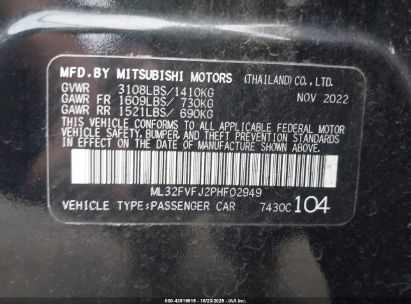 MFD.BY MITSUBISHI MOTORS (THAILAND)CO.,LTD.
GVWR 3108LBS/1410KG NOV 2022
GAWR FR 1609LBS/ 730KG
GAWR RR 1521LBS/ 690KG
THIS VEHICLE CONFORMS TO ALL APPLICABLE FEDERAL MOTOR
VEHICLE SAFETY, BUMPER, AND THEFT PREVENTION STANDARDS
IN EFFECT ON THE DATE OF MANUFACTURE SHOWN ABOVE.
ML32FVFJ2PHF02949
VEHICLE TYPE:PASSENGER CAR 7430C 104